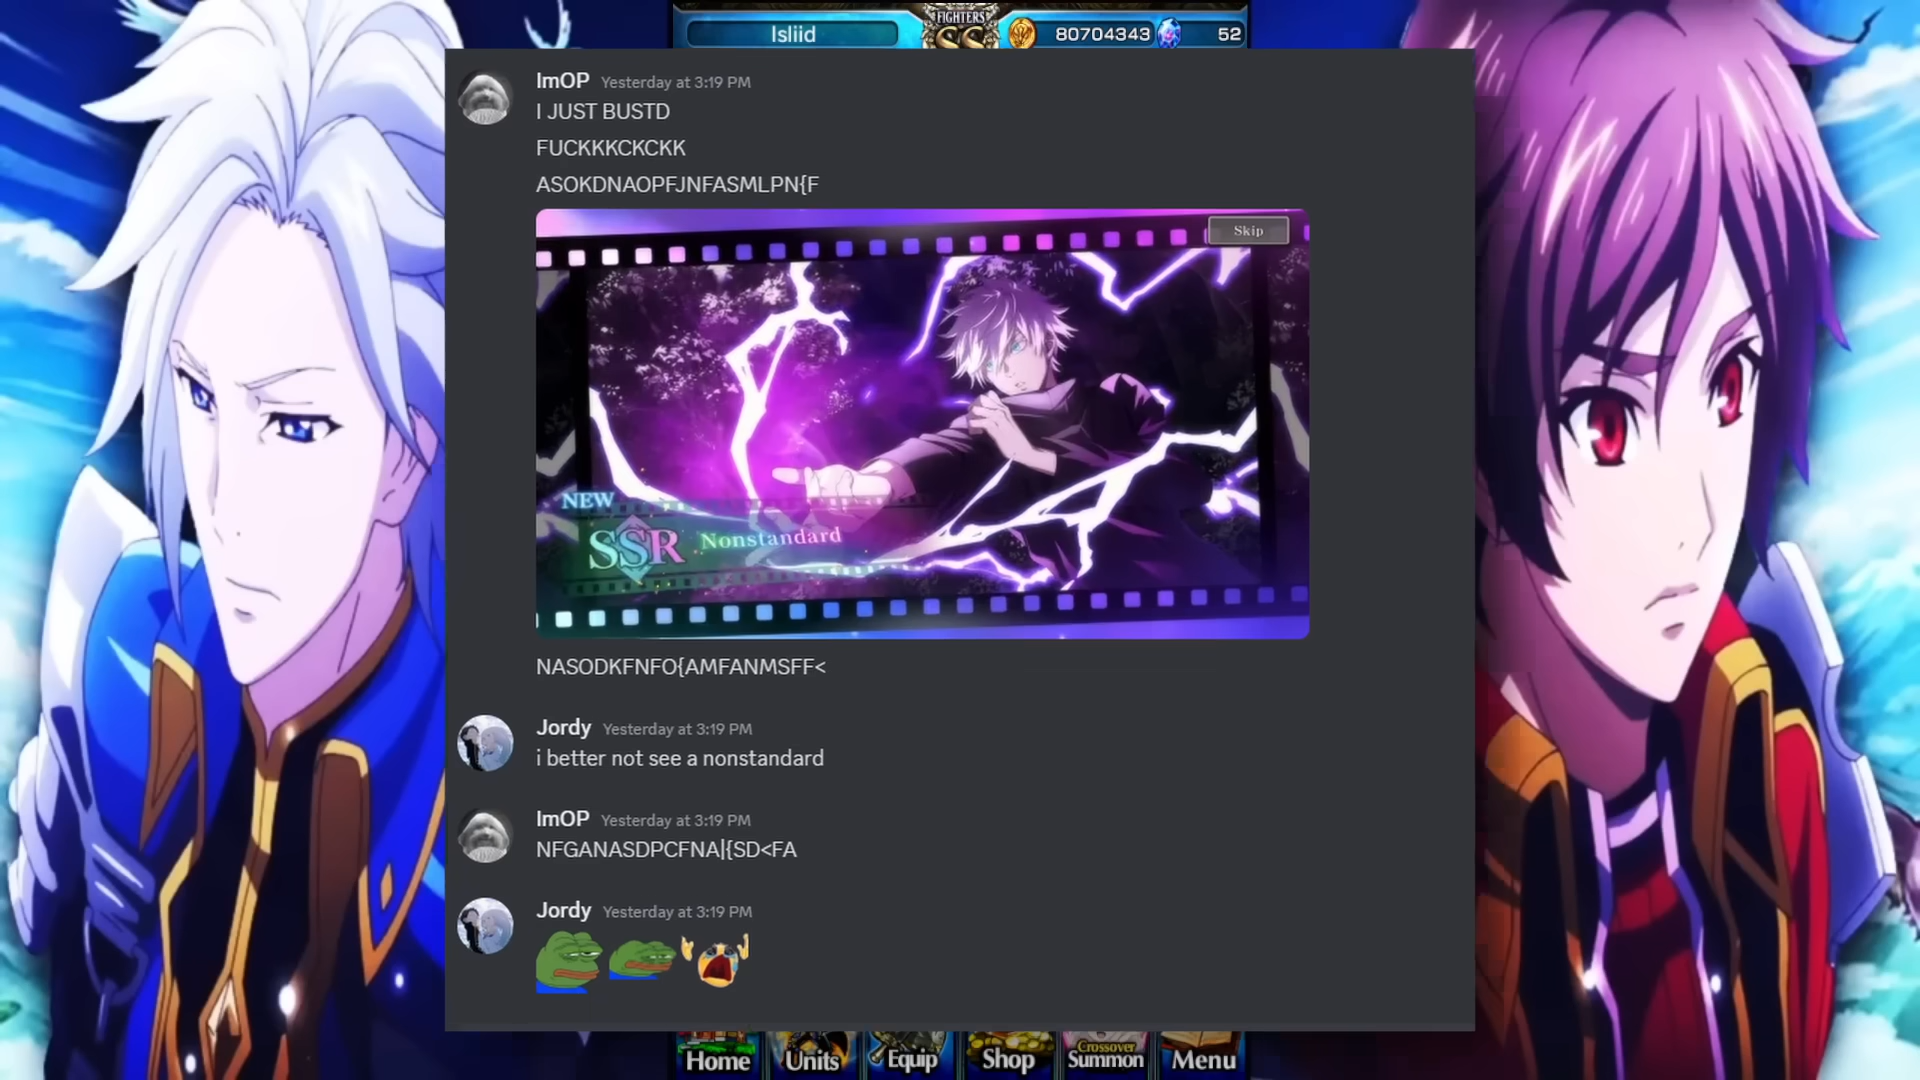 Isliid
FIGHTERS
80704343
52
ImOP Yesterday at 3:19 PM
I JUST BUSTD
FUCKKKCKCKK
ASOKDNAOPFJNFASMLPN{F
Skip
NEW
SSR Nonstandard
NASODKFNFO{AMFANMSFF<
Jordy Yesterday at 3:19 PM
i better not see a nonstandard
ImOP Yesterday at 3:19 PM
NFGANASDPCFNA|{SD<FA
Jordy Yesterday at 3:19 PM
Home
Units
Equip
Shop
Crossover
Summon
Menu